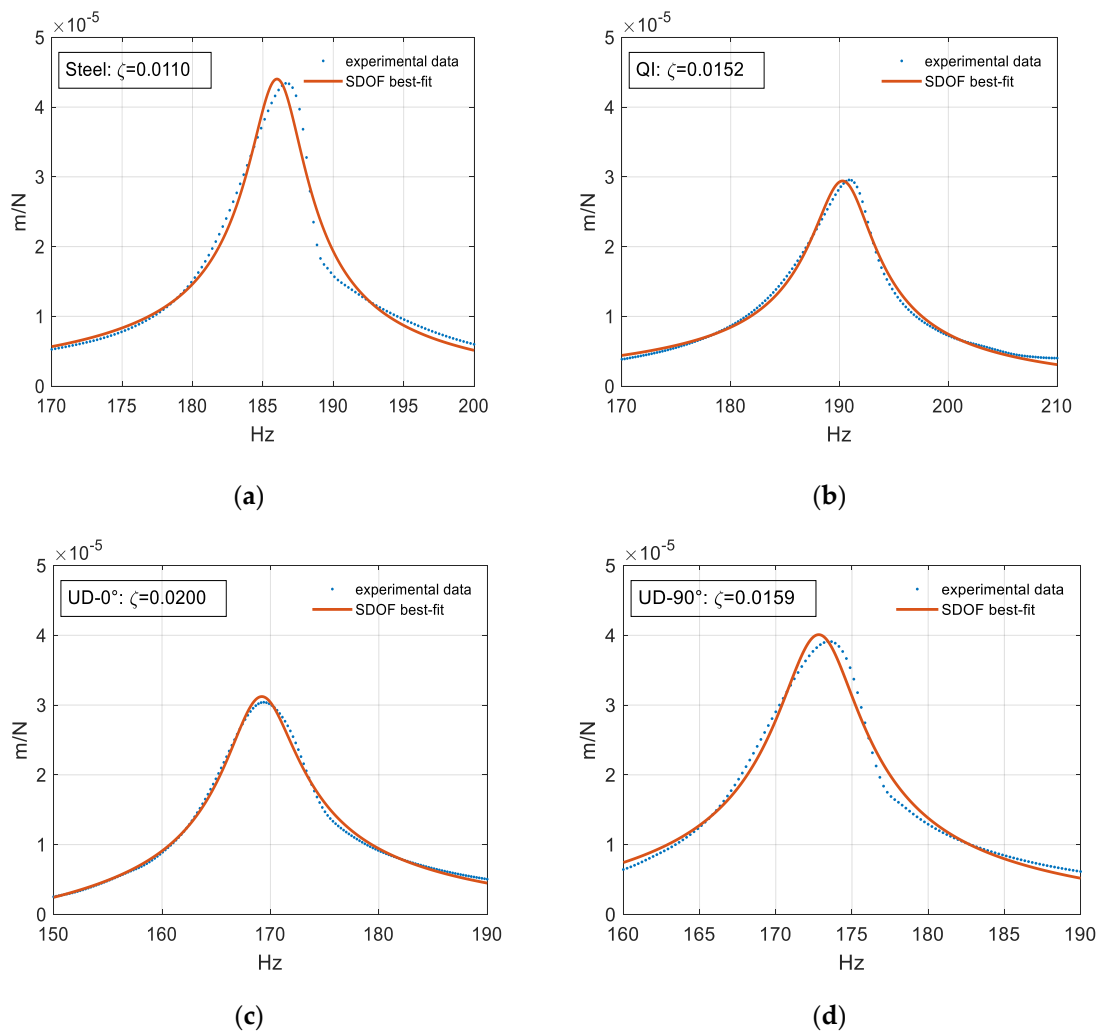 ×10⁻⁵
5
4
3
2
1
0
m/N
Steel: ζ=0.0110
experimental data
SDOF best-fit
170 175 180 185 190 195 200
Hz
(a)
×10⁻⁵
5
4
3
2
1
0
m/N
QI: ζ=0.0152
experimental data
SDOF best-fit
170 180 190 200 210
Hz
(b)
×10⁻⁵
5
4
3
2
1
0
m/N
UD-0°: ζ=0.0200
experimental data
SDOF best-fit
150 160 170 180 190
Hz
(c)
×10⁻⁵
5
4
3
2
1
0
m/N
UD-90°: ζ=0.0159
experimental data
SDOF best-fit
160 165 170 175 180 185 190
Hz
(d)